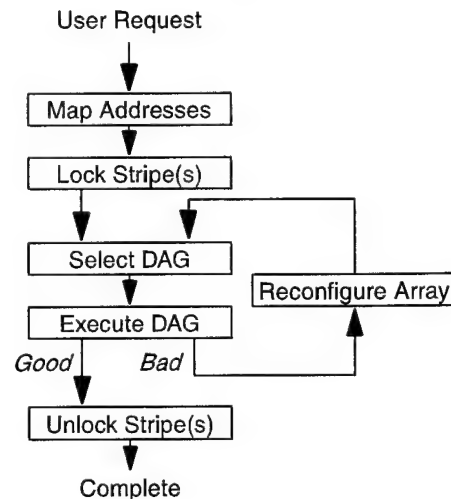 User Request
Map Addresses
Lock Stripe(s)
Select DAG
Reconfigure Array
Execute DAG
Good Bad
Unlock Stripe(s)
Complete